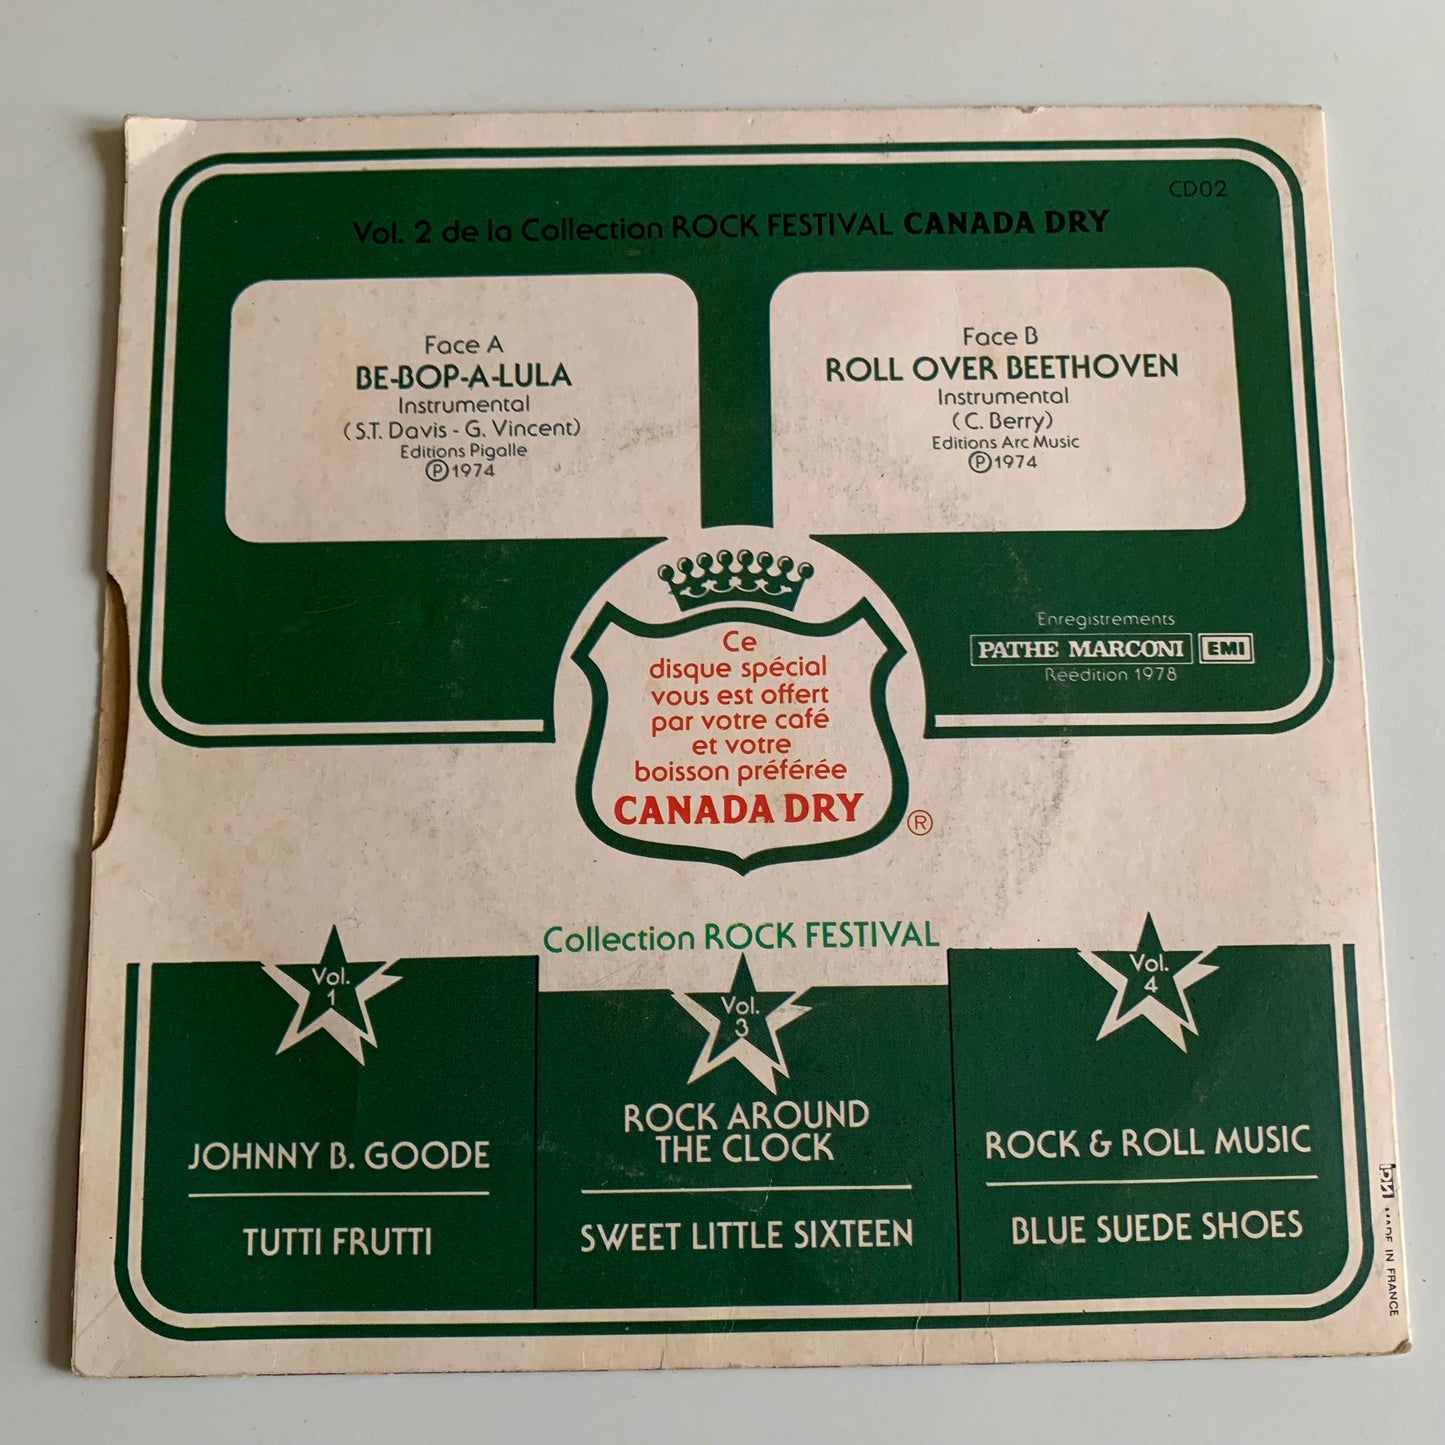 CD02
Vol. 2 de la Collection ROCK FESTIVAL CANADA DRY
Face A
BE-BOP-A-LULA
Instrumental
(S.T. Davis - G. Vincent)
Editions Pigalle
Ⓟ1974
Face B
ROLL OVER BEETHOVEN
Instrumental
(C. Berry)
Editions Arc Music
Ⓟ1974
Enregistrements
PATHE MARCONI EMI
Réédition 1978
Ce
disque spécial
vous est offert
par votre café
et votre
boisson préférée
CANADA DRY ®
Collection ROCK FESTIVAL
Vol.
1
JOHNNY B. GOODE
TUTTI FRUTTI
Vol.
3
ROCK AROUND
THE CLOCK
SWEET LITTLE SIXTEEN
Vol.
4
ROCK & ROLL MUSIC
BLUE SUEDE SHOES
MADE IN FRANCE